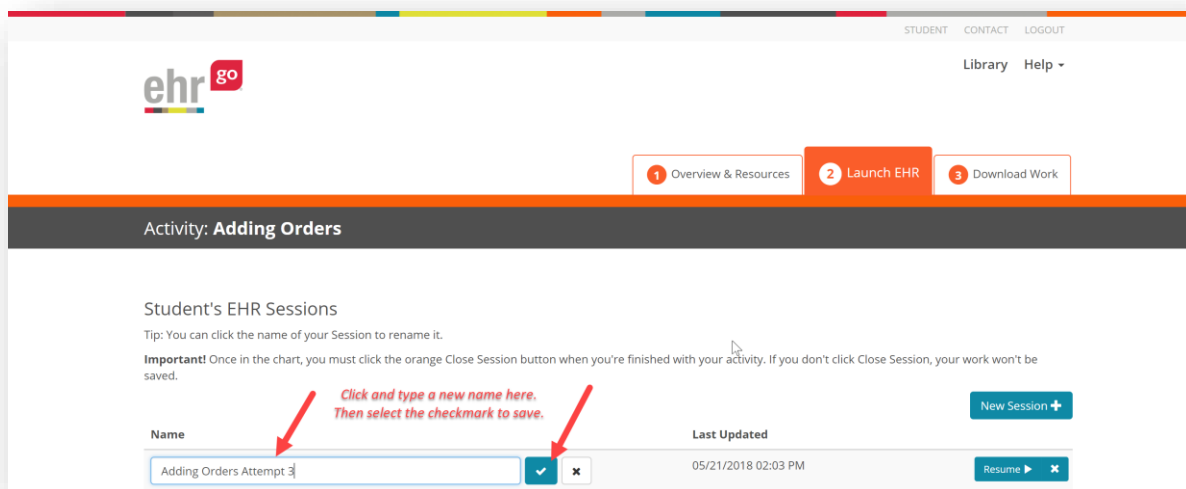 STUDENT CONTACT LOGOUT
ehr go
Library Help
1 Overview & Resources 2 Launch EHR 3 Download Work
Activity: Adding Orders
Student's EHR Sessions
Tip: You can click the name of your Session to rename it.
Important! Once in the chart, you must click the orange Close Session button when you're finished with your activity. If you don't click Close Session, your work won't be
saved.
Click and type a new name here.
Then select the checkmark to save.
New Session
Name Last Updated
Adding Orders Attempt 3 05/21/2018 02:03 PM Resume